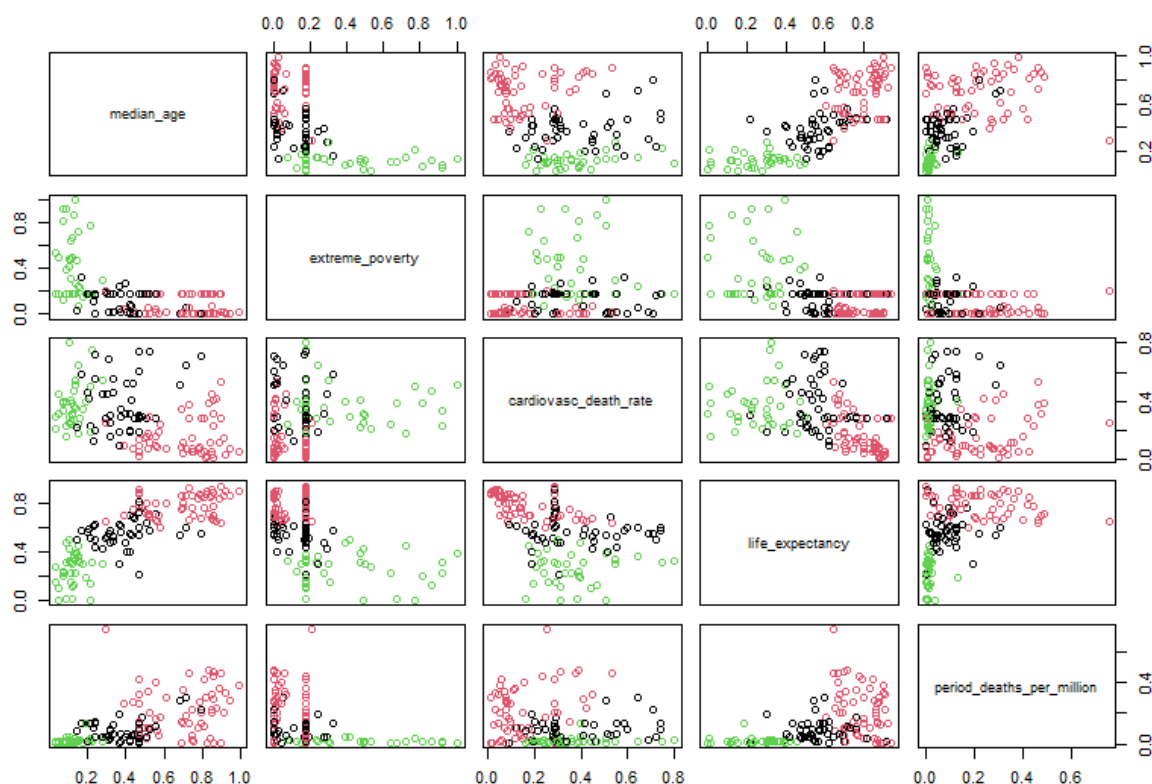 0.0 0.2 0.4 0.6 0.8 1.0
0.0 0.2 0.4 0.6 0.8
median_age
0.2 0.6 1.0
0.0 0.4 0.8
extreme_poverty
cardiovasc_death_rate
0.0 0.4 0.8
0.0 0.4 0.8
life_expectancy
period_deaths_per_million
0.0 0.4
0.2 0.4 0.6 0.8 1.0
0.0 0.2 0.4 0.6 0.8
0.0 0.2 0.4 0.6